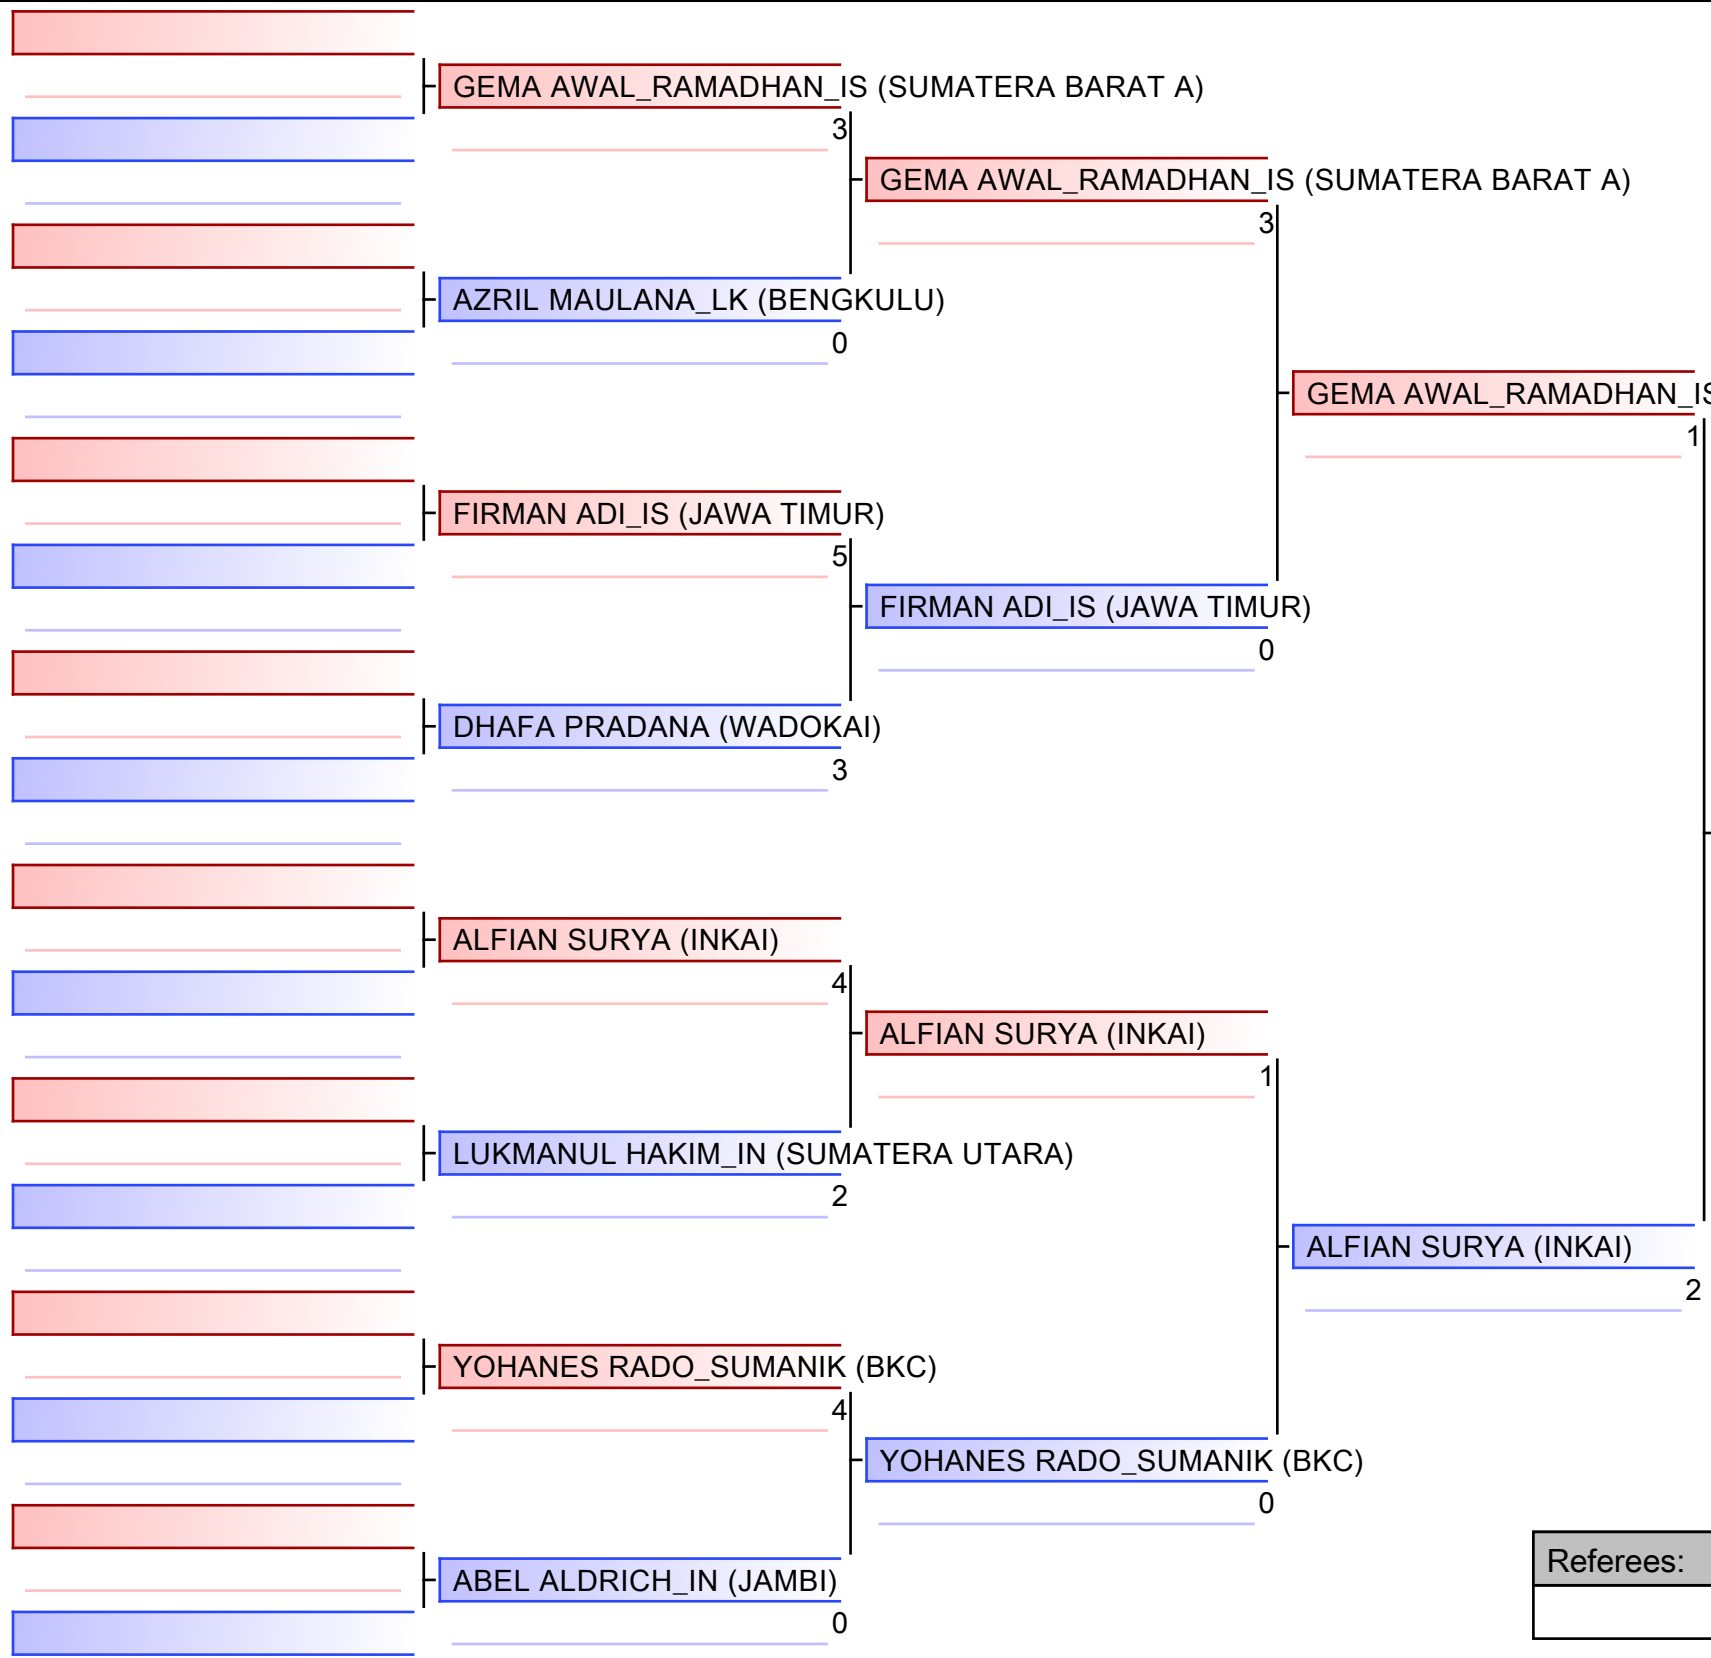 GEMA AWAL_RAMADHAN_IS (SUMATERA BARAT A)
3
AZRIL MAULANA_LK (BENGKULU)
0
FIRMAN ADI_IS (JAWA TIMUR)
5
DHAFA PRADANA (WADOKAI)
3
ALFIAN SURYA (INKAI)
4
LUKMANUL HAKIM_IN (SUMATERA UTARA)
2
YOHANES RADO_SUMANIK (BKC)
4
ABEL ALDRICH_IN (JAMBI)
0
GEMA AWAL_RAMADHAN_IS (SUMATERA BARAT A)
3
FIRMAN ADI_IS (JAWA TIMUR)
0
ALFIAN SURYA (INKAI)
1
YOHANES RADO_SUMANIK (BKC)
0
GEMA AWAL_RAMADHAN_IS
1
ALFIAN SURYA (INKAI)
2
Referees: